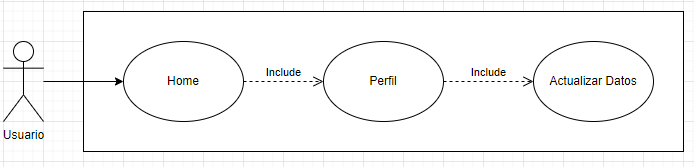 Usuario
Home
Include
Perfil
Include
Actualizar Datos